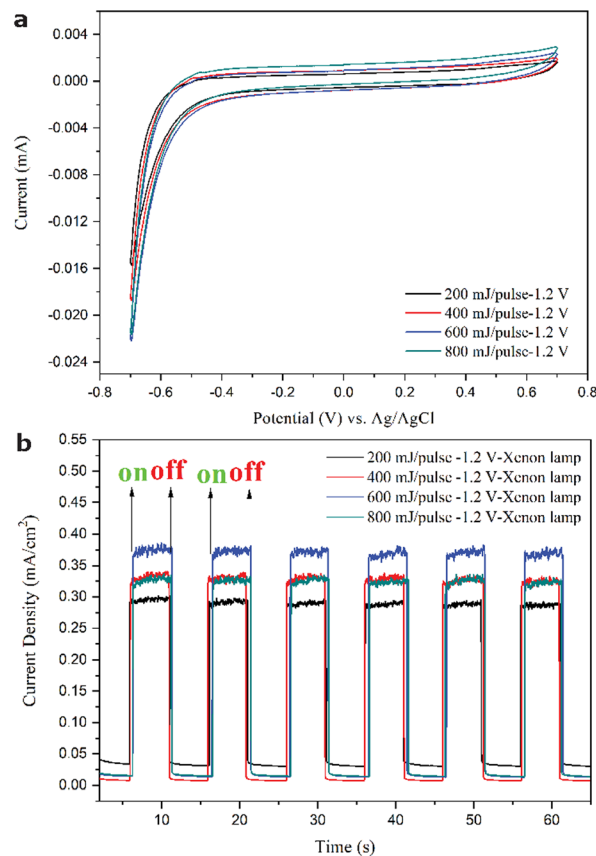 a
0.004
0.000
-0.004
-0.008
-0.012
-0.016
-0.020
-0.024
Current (mA)
200 mJ/pulse-1.2 V
400 mJ/pulse-1.2 V
600 mJ/pulse-1.2 V
800 mJ/pulse-1.2 V
-0.8 -0.6 -0.4 -0.2 0.0 0.2 0.4 0.6 0.8
Potential (V) vs. Ag/AgCl
b
0.55
0.50
0.45
0.40
0.35
0.30
0.25
0.20
0.15
0.10
0.05
0.00
Current Density (mA/cm²)
on off on off
200 mJ/pulse -1.2 V-Xenon lamp
400 mJ/pulse -1.2 V-Xenon lamp
600 mJ/pulse -1.2 V-Xenon lamp
800 mJ/pulse -1.2 V-Xenon lamp
10 20 30 40 50 60
Time (s)